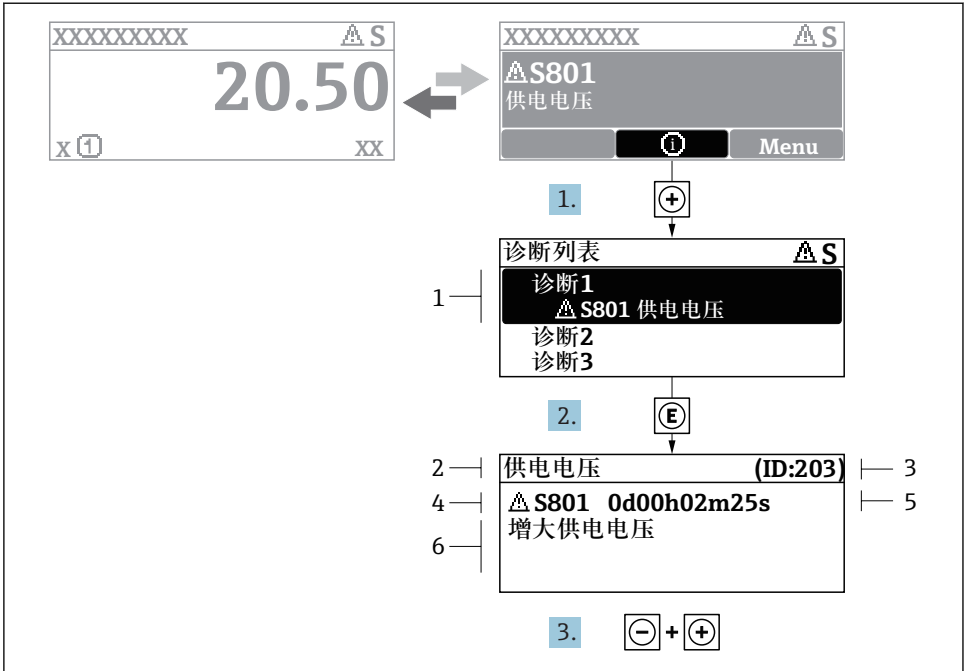 XXXXXXXXX ⚠S
20.50
X ① XX
XXXXXXXXX ⚠S
⚠S801
供电电压
ⓘ Menu
1. +
诊断列表 ⚠S
1
诊断1
⚠ S801 供电电压
诊断2
诊断3
2. E
2 供电电压 (ID:203) 3
4 ⚠ S801 0d00h02m25s 5
6 增大供电电压
3. ⊖+⊕